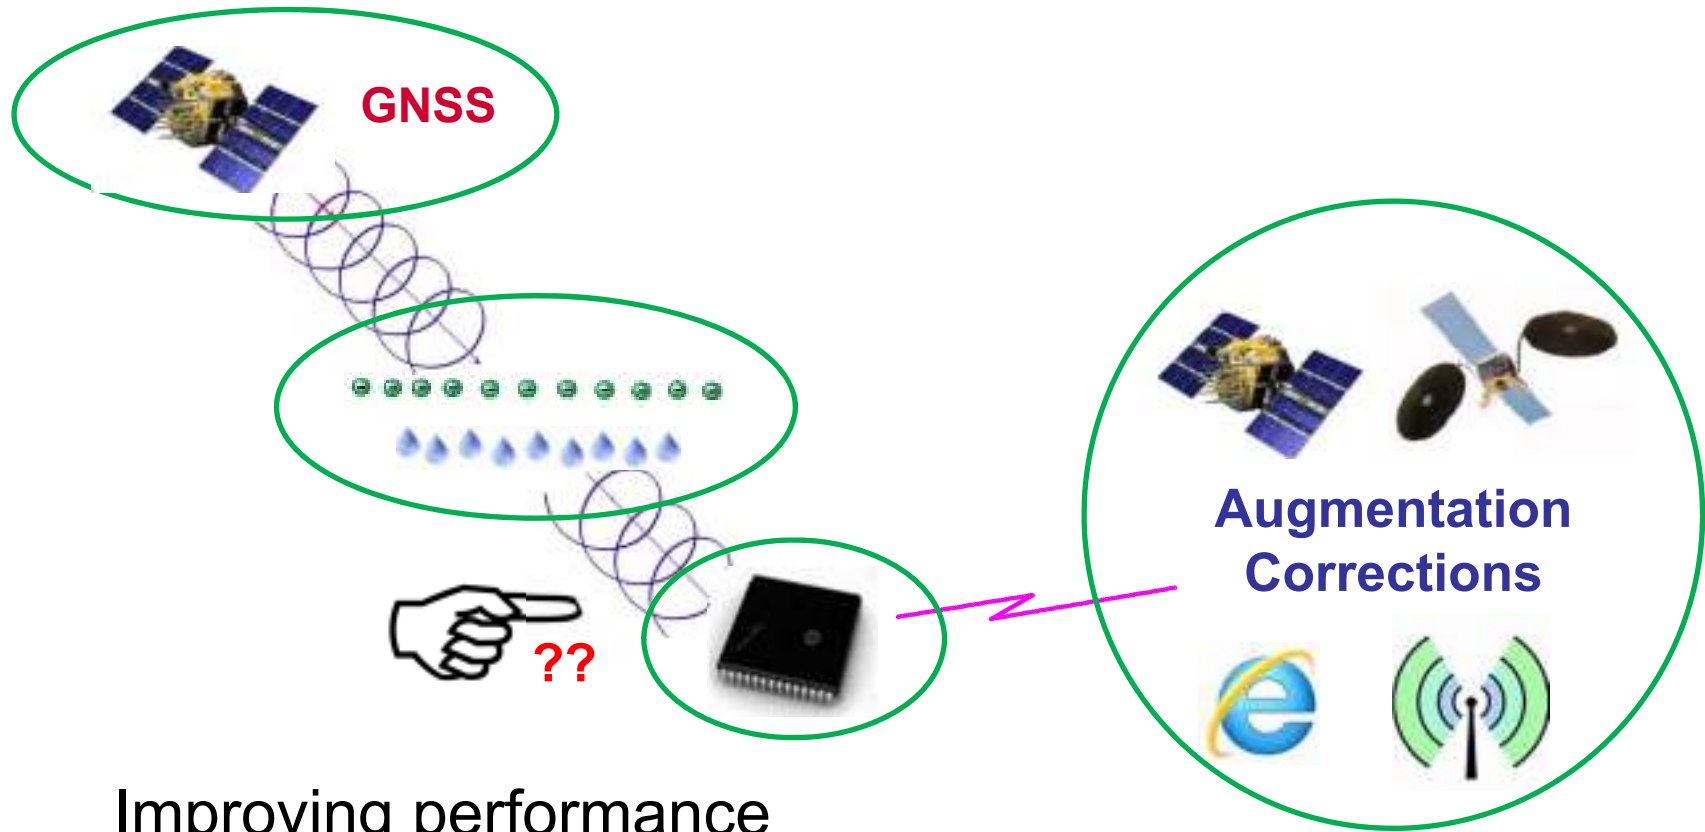 GNSS
Augmentation
Corrections
??
Improving performance